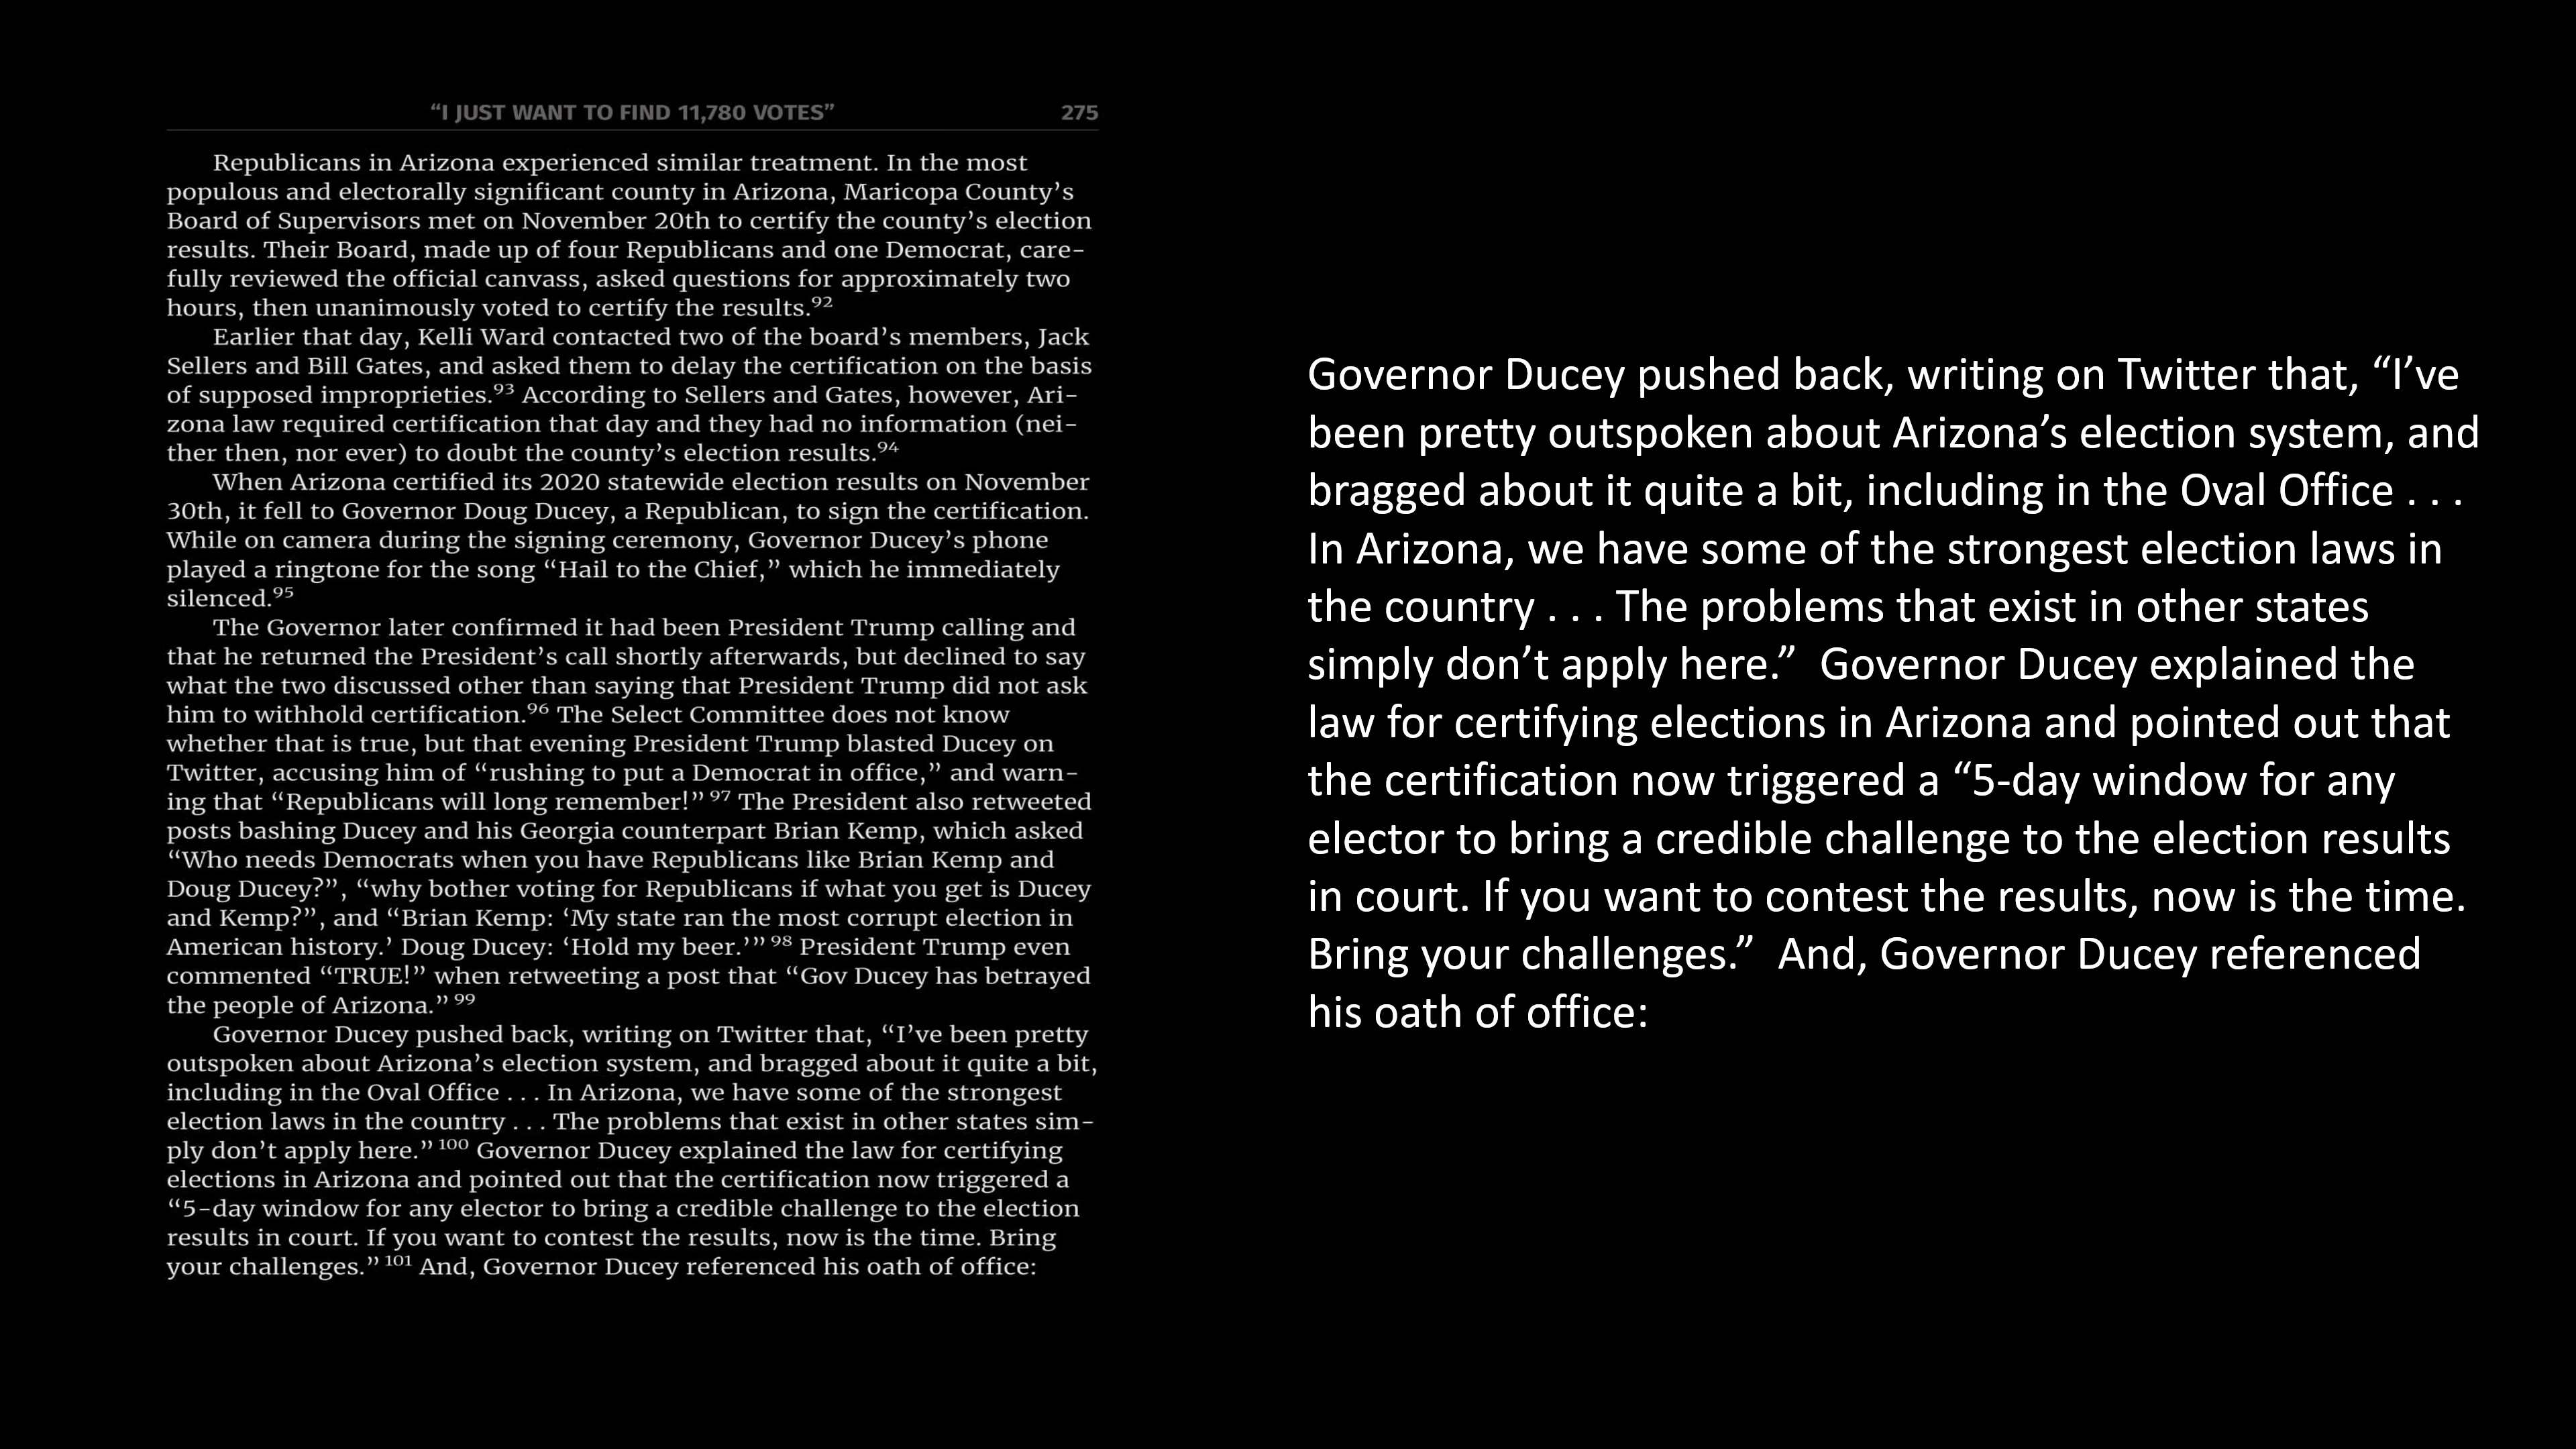 “I JUST WANT TO FIND 11,780 VOTES” 275
Republicans in Arizona experienced similar treatment. In the most
populous and electorally significant county in Arizona, Maricopa County’s
Board of Supervisors met on November 20th to certify the county’s election
results. Their Board, made up of four Republicans and one Democrat, care-
fully reviewed the official canvass, asked questions for approximately two
hours, then unanimously voted to certify the results.92
Earlier that day, Kelli Ward contacted two of the board’s members, Jack
Sellers and Bill Gates, and asked them to delay the certification on the basis
of supposed improprieties.93 According to Sellers and Gates, however, Ari-
zona law required certification that day and they had no information (nei-
ther then, nor ever) to doubt the county’s election results.94
When Arizona certified its 2020 statewide election results on November
30th, it fell to Governor Doug Ducey, a Republican, to sign the certification.
While on camera during the signing ceremony, Governor Ducey’s phone
played a ringtone for the song “Hail to the Chief,” which he immediately
silenced.95
The Governor later confirmed it had been President Trump calling and
that he returned the President’s call shortly afterwards, but declined to say
what the two discussed other than saying that President Trump did not ask
him to withhold certification.96 The Select Committee does not know
whether that is true, but that evening President Trump blasted Ducey on
Twitter, accusing him of “rushing to put a Democrat in office,” and warn-
ing that “Republicans will long remember!” 97 The President also retweeted
posts bashing Ducey and his Georgia counterpart Brian Kemp, which asked
“Who needs Democrats when you have Republicans like Brian Kemp and
Doug Ducey?”, “why bother voting for Republicans if what you get is Ducey
and Kemp?”, and “Brian Kemp: ‘My state ran the most corrupt election in
American history.’ Doug Ducey: ‘Hold my beer.’” 98 President Trump even
commented “TRUE!” when retweeting a post that “Gov Ducey has betrayed
the people of Arizona.” 99
Governor Ducey pushed back, writing on Twitter that, “I’ve been pretty
outspoken about Arizona’s election system, and bragged about it quite a bit,
including in the Oval Office . . . In Arizona, we have some of the strongest
election laws in the country . . . The problems that exist in other states sim-
ply don’t apply here.” 100 Governor Ducey explained the law for certifying
elections in Arizona and pointed out that the certification now triggered a
“5-day window for any elector to bring a credible challenge to the election
results in court. If you want to contest the results, now is the time. Bring
your challenges.” 101 And, Governor Ducey referenced his oath of office:
Governor Ducey pushed back, writing on Twitter that, “I’ve
been pretty outspoken about Arizona’s election system, and
bragged about it quite a bit, including in the Oval Office . . .
In Arizona, we have some of the strongest election laws in
the country . . . The problems that exist in other states
simply don’t apply here.”  Governor Ducey explained the
law for certifying elections in Arizona and pointed out that
the certification now triggered a “5-day window for any
elector to bring a credible challenge to the election results
in court. If you want to contest the results, now is the time.
Bring your challenges.”  And, Governor Ducey referenced
his oath of office: